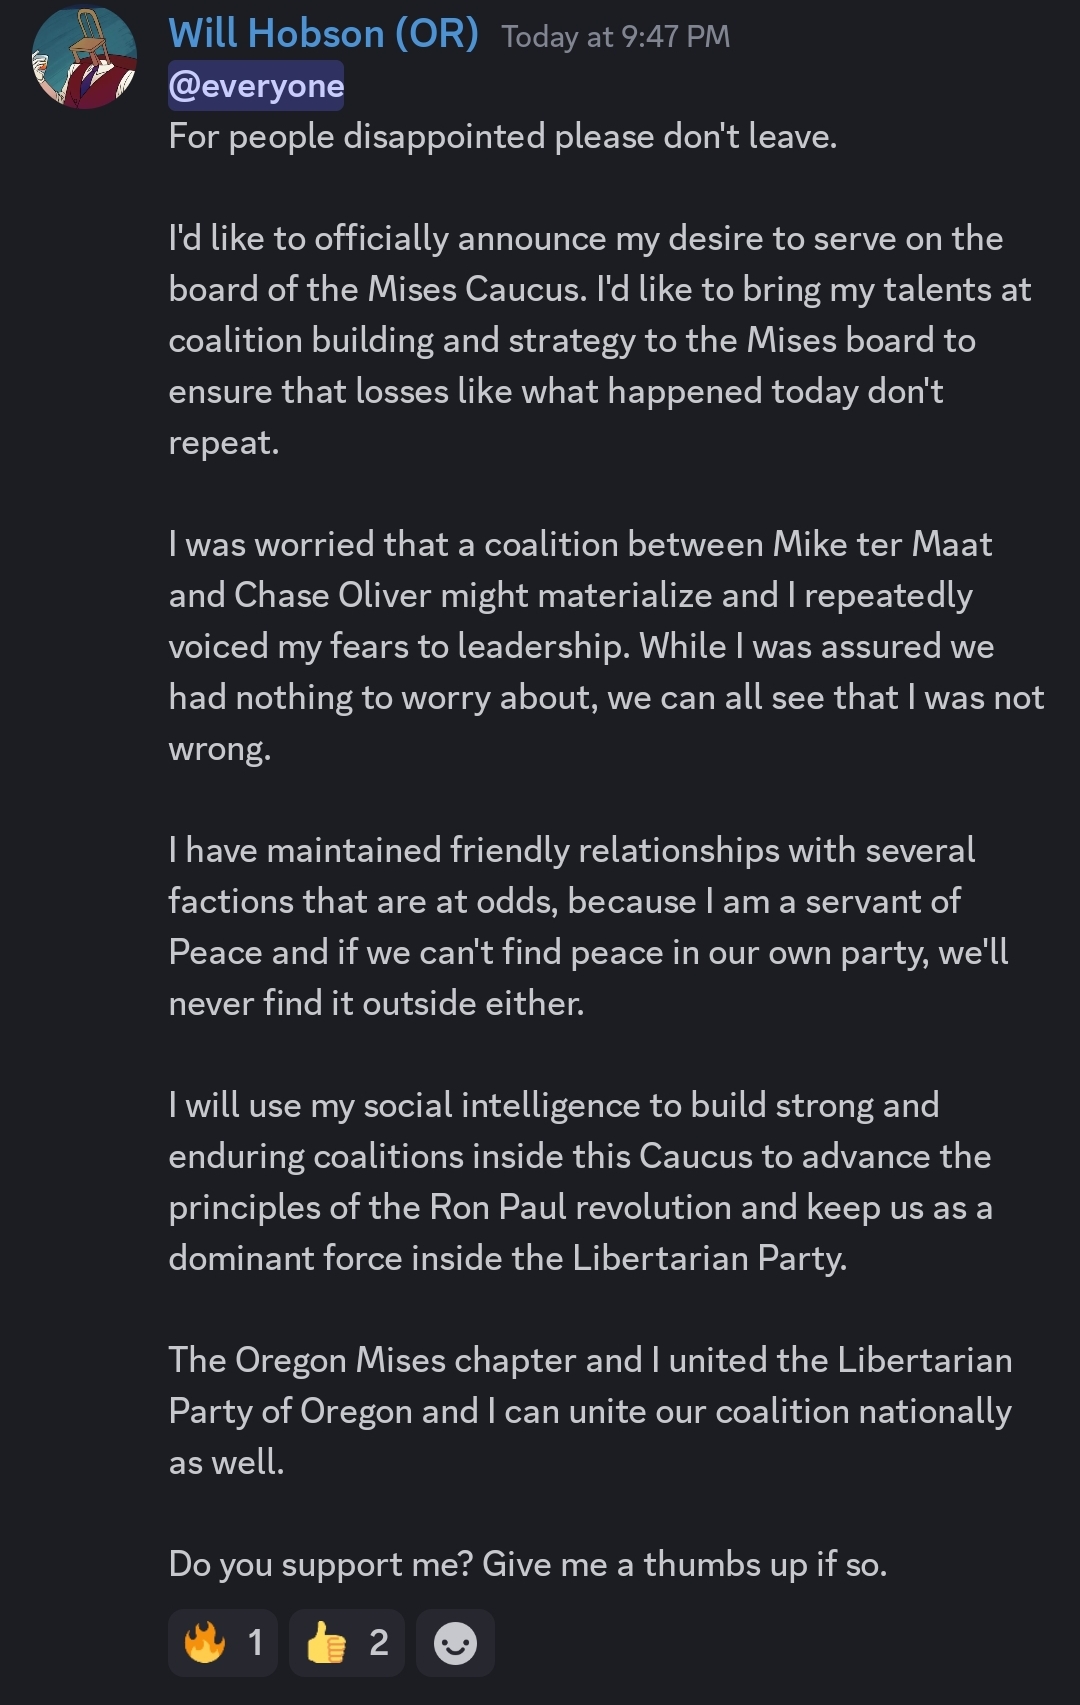 Will Hobson (OR) Today at 9:47 PM
@everyone
For people disappointed please don't leave.
I'd like to officially announce my desire to serve on the
board of the Mises Caucus. I'd like to bring my talents at
coalition building and strategy to the Mises board to
ensure that losses like what happened today don't
repeat.
I was worried that a coalition between Mike ter Maat
and Chase Oliver might materialize and I repeatedly
voiced my fears to leadership. While I was assured we
had nothing to worry about, we can all see that I was not
wrong.
I have maintained friendly relationships with several
factions that are at odds, because I am a servant of
Peace and if we can't find peace in our own party, we'll
never find it outside either.
I will use my social intelligence to build strong and
enduring coalitions inside this Caucus to advance the
principles of the Ron Paul revolution and keep us as a
dominant force inside the Libertarian Party.
The Oregon Mises chapter and I united the Libertarian
Party of Oregon and I can unite our coalition nationally
as well.
Do you support me? Give me a thumbs up if so.
🔥 1 👍 2